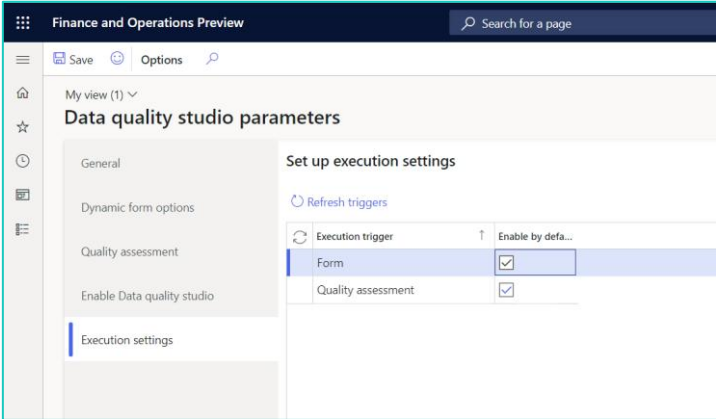 Finance and Operations Preview
Search for a page
Save
Options
My view (1)
Data quality studio parameters
General
Dynamic form options
Quality assessment
Enable Data quality studio
Execution settings
Set up execution settings
Refresh triggers
Execution trigger ↑ Enable by defa...
Form
Quality assessment